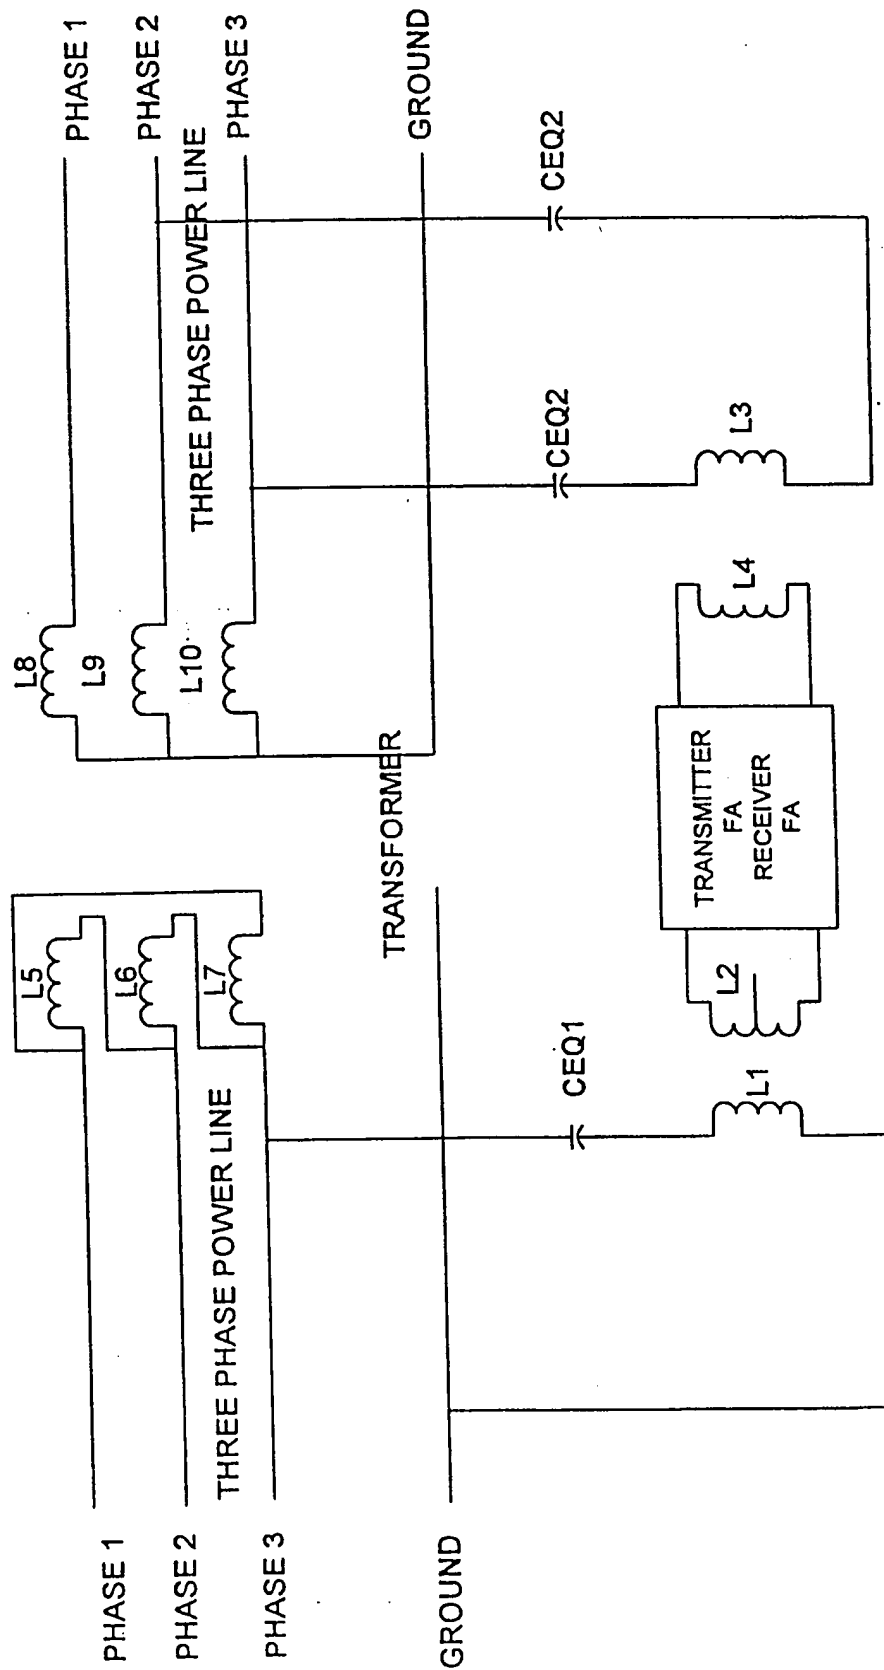 PHASE 1
PHASE 2
PHASE 3
GROUND
THREE PHASE POWER LINE
L5
L6
L7
TRANSFORMER
L8
L9
L10
THREE PHASE POWER LINE
PHASE 1
PHASE 2
PHASE 3
GROUND
CEQ1
L1
L2
TRANSMITTER
FA
RECEIVER
FA
L4
L3
CEQ2
CEQ2